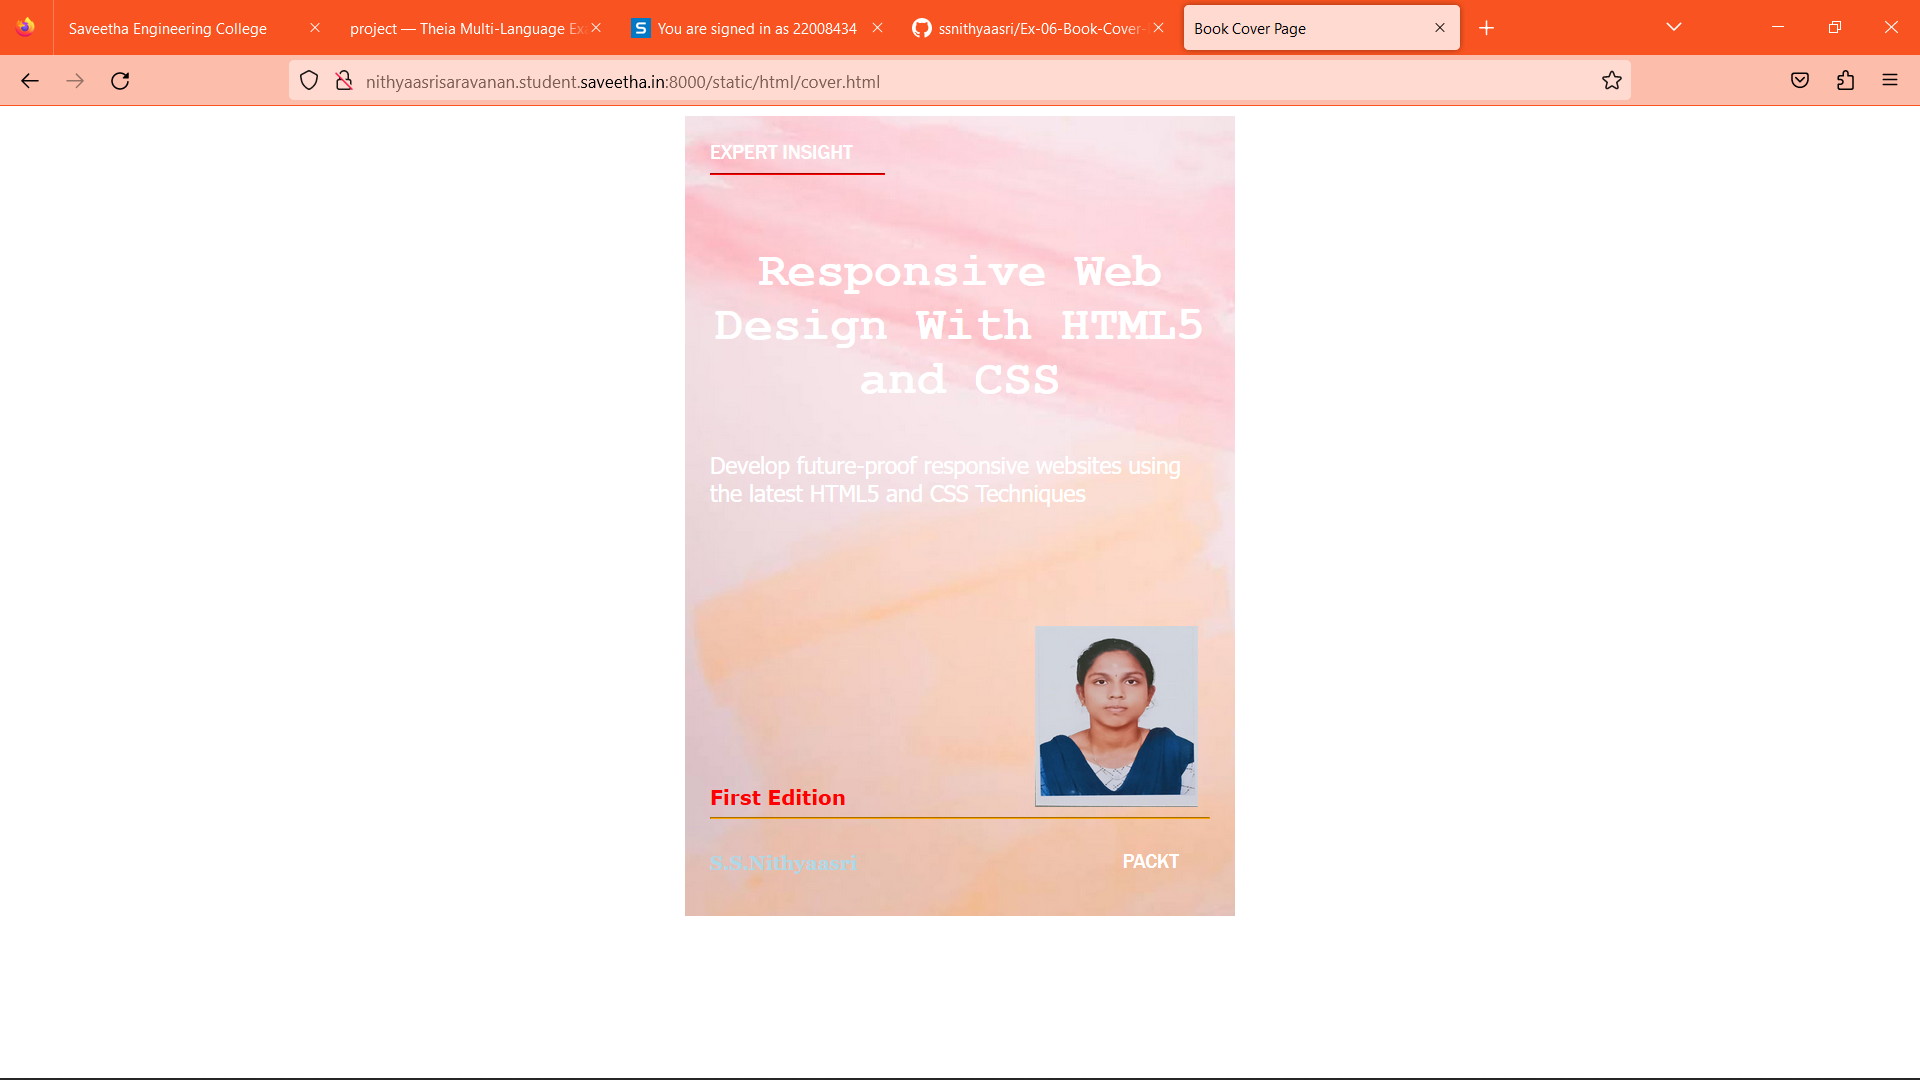 Saveetha Engineering College
project — Theia Multi-Language Ex
You are signed in as 22008434
ssnithyaasri/Ex-06-Book-Cover-
Book Cover Page
nithyaasrisaravanan.student.saveetha.in:8000/static/html/cover.html
EXPERT INSIGHT
Responsive Web
Design With HTML5
and CSS
Develop future-proof responsive websites using
the latest HTML5 and CSS Techniques
First Edition
S.S.Nithyaasri
PACKT